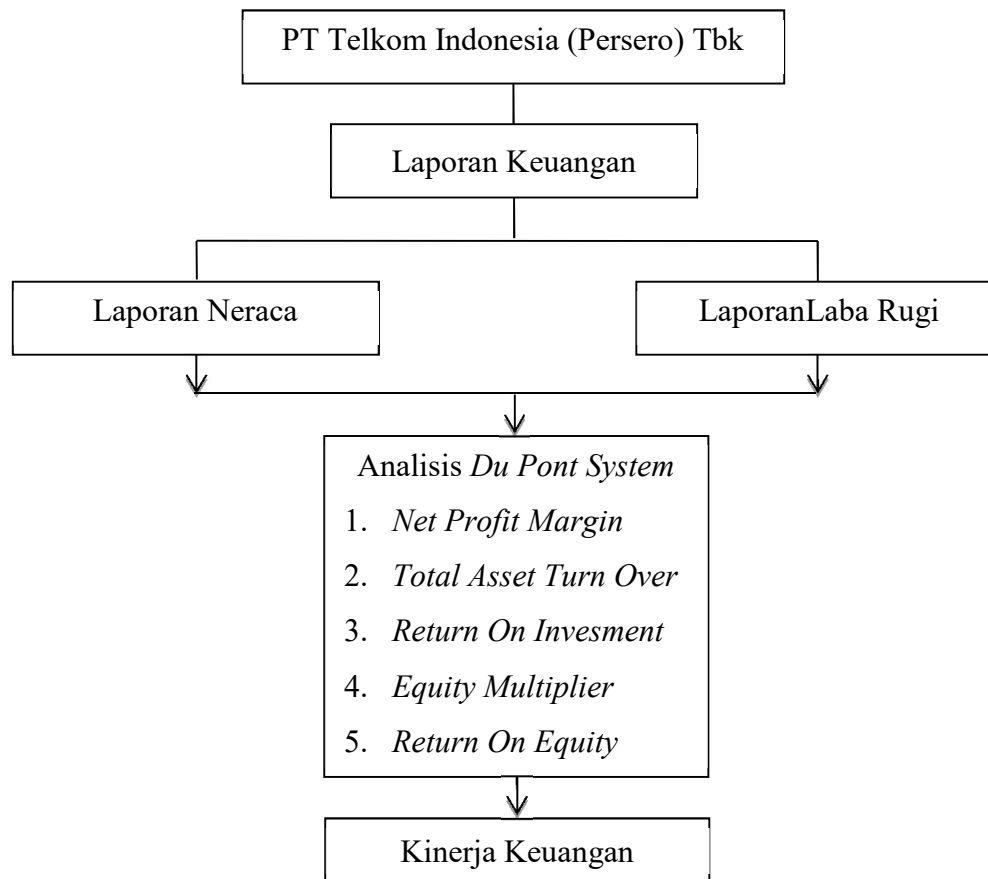 PT Telkom Indonesia (Persero) Tbk
Laporan Keuangan
Laporan Neraca
LaporanLaba Rugi
Analisis Du Pont System
1. Net Profit Margin
2. Total Asset Turn Over
3. Return On Invesment
4. Equity Multiplier
5. Return On Equity
Kinerja Keuangan